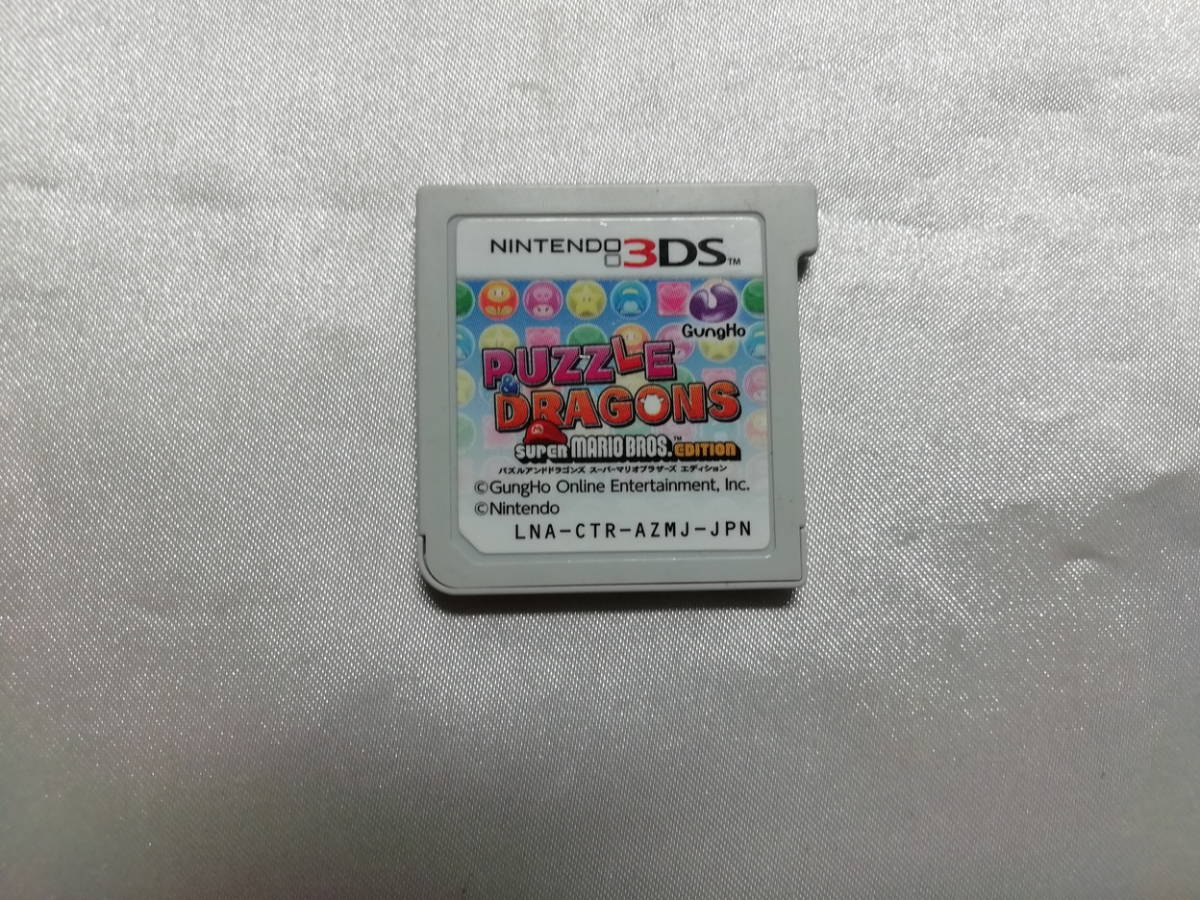 NINTENDO 3DS™
GungHo
PUZZLE
&
DRAGONS
SUPER MARIO BROS.™ EDITION
パズルアンドドラゴンズ スーパーマリオブラザーズ エディション
©GungHo Online Entertainment, Inc.
©Nintendo
LNA-CTR-AZMJ-JPN